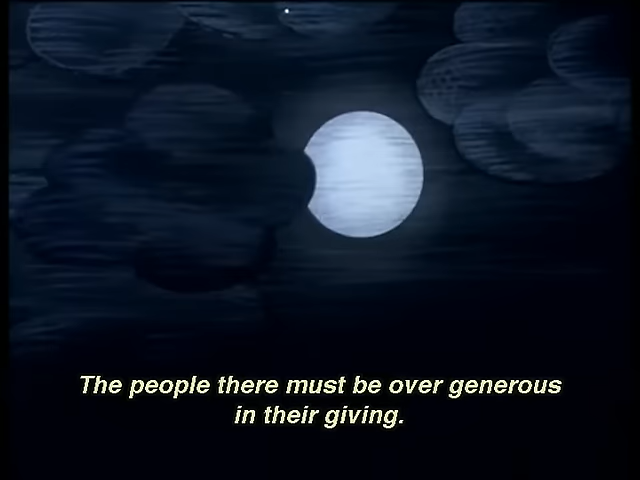 The people there must be over generous
in their giving.